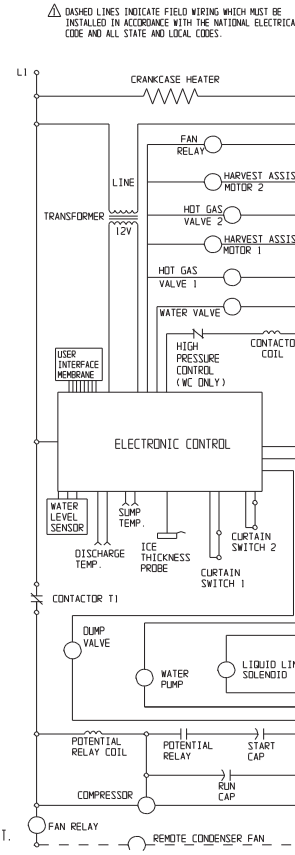 ⚠ DASHED LINES INDICATE FIELD WIRING WHICH MUST BE
INSTALLED IN ACCORDANCE WITH THE NATIONAL ELECTRICA
CODE AND ALL STATE AND LOCAL CODES.
L1
CRANKCASE HEATER
FAN
RELAY
LINE
HARVEST ASSIS
MOTOR 2
HOT GAS
VALVE 2
TRANSFORMER
12V
HARVEST ASSIS
MOTOR 1
HOT GAS
VALVE 1
WATER VALVE
HIGH
PRESSURE
CONTROL
(WC ONLY)
CONTACTO
COIL
USER
INTERFACE
MEMBRANE
ELECTRONIC CONTROL
WATER
LEVEL
SENSOR
SUMP
TEMP.
DISCHARGE
TEMP.
ICE
THICKNESS
PROBE
CURTAIN
SWITCH 2
CURTAIN
SWITCH 1
CONTACTOR T1
DUMP
VALVE
WATER
PUMP
LIQUID LIN
SOLENOID
POTENTIAL
RELAY COIL
POTENTIAL
RELAY
START
CAP
RUN
CAP
COMPRESSOR
FAN RELAY
T.
REMOTE CONDENSER FAN